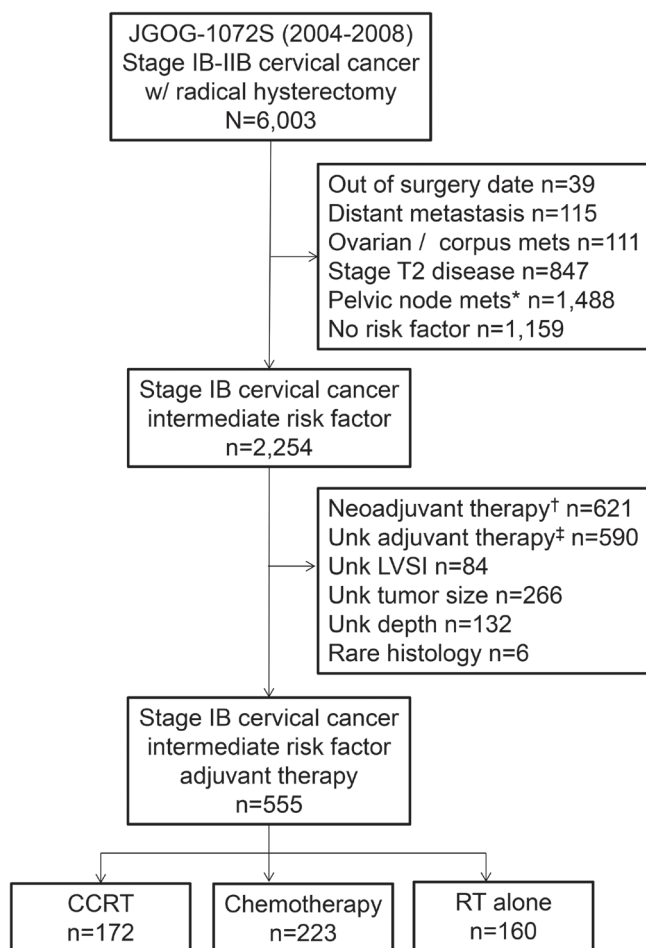 JGOG-1072S (2004-2008)
Stage IB-IIB cervical cancer
w/ radical hysterectomy
N=6,003
Out of surgery date n=39
Distant metastasis n=115
Ovarian / corpus mets n=111
Stage T2 disease n=847
Pelvic node mets* n=1,488
No risk factor n=1,159
Stage IB cervical cancer
intermediate risk factor
n=2,254
Neoadjuvant therapy† n=621
Unk adjuvant therapy‡ n=590
Unk LVSI n=84
Unk tumor size n=266
Unk depth n=132
Rare histology n=6
Stage IB cervical cancer
intermediate risk factor
adjuvant therapy
n=555
CCRT
n=172
Chemotherapy
n=223
RT alone
n=160